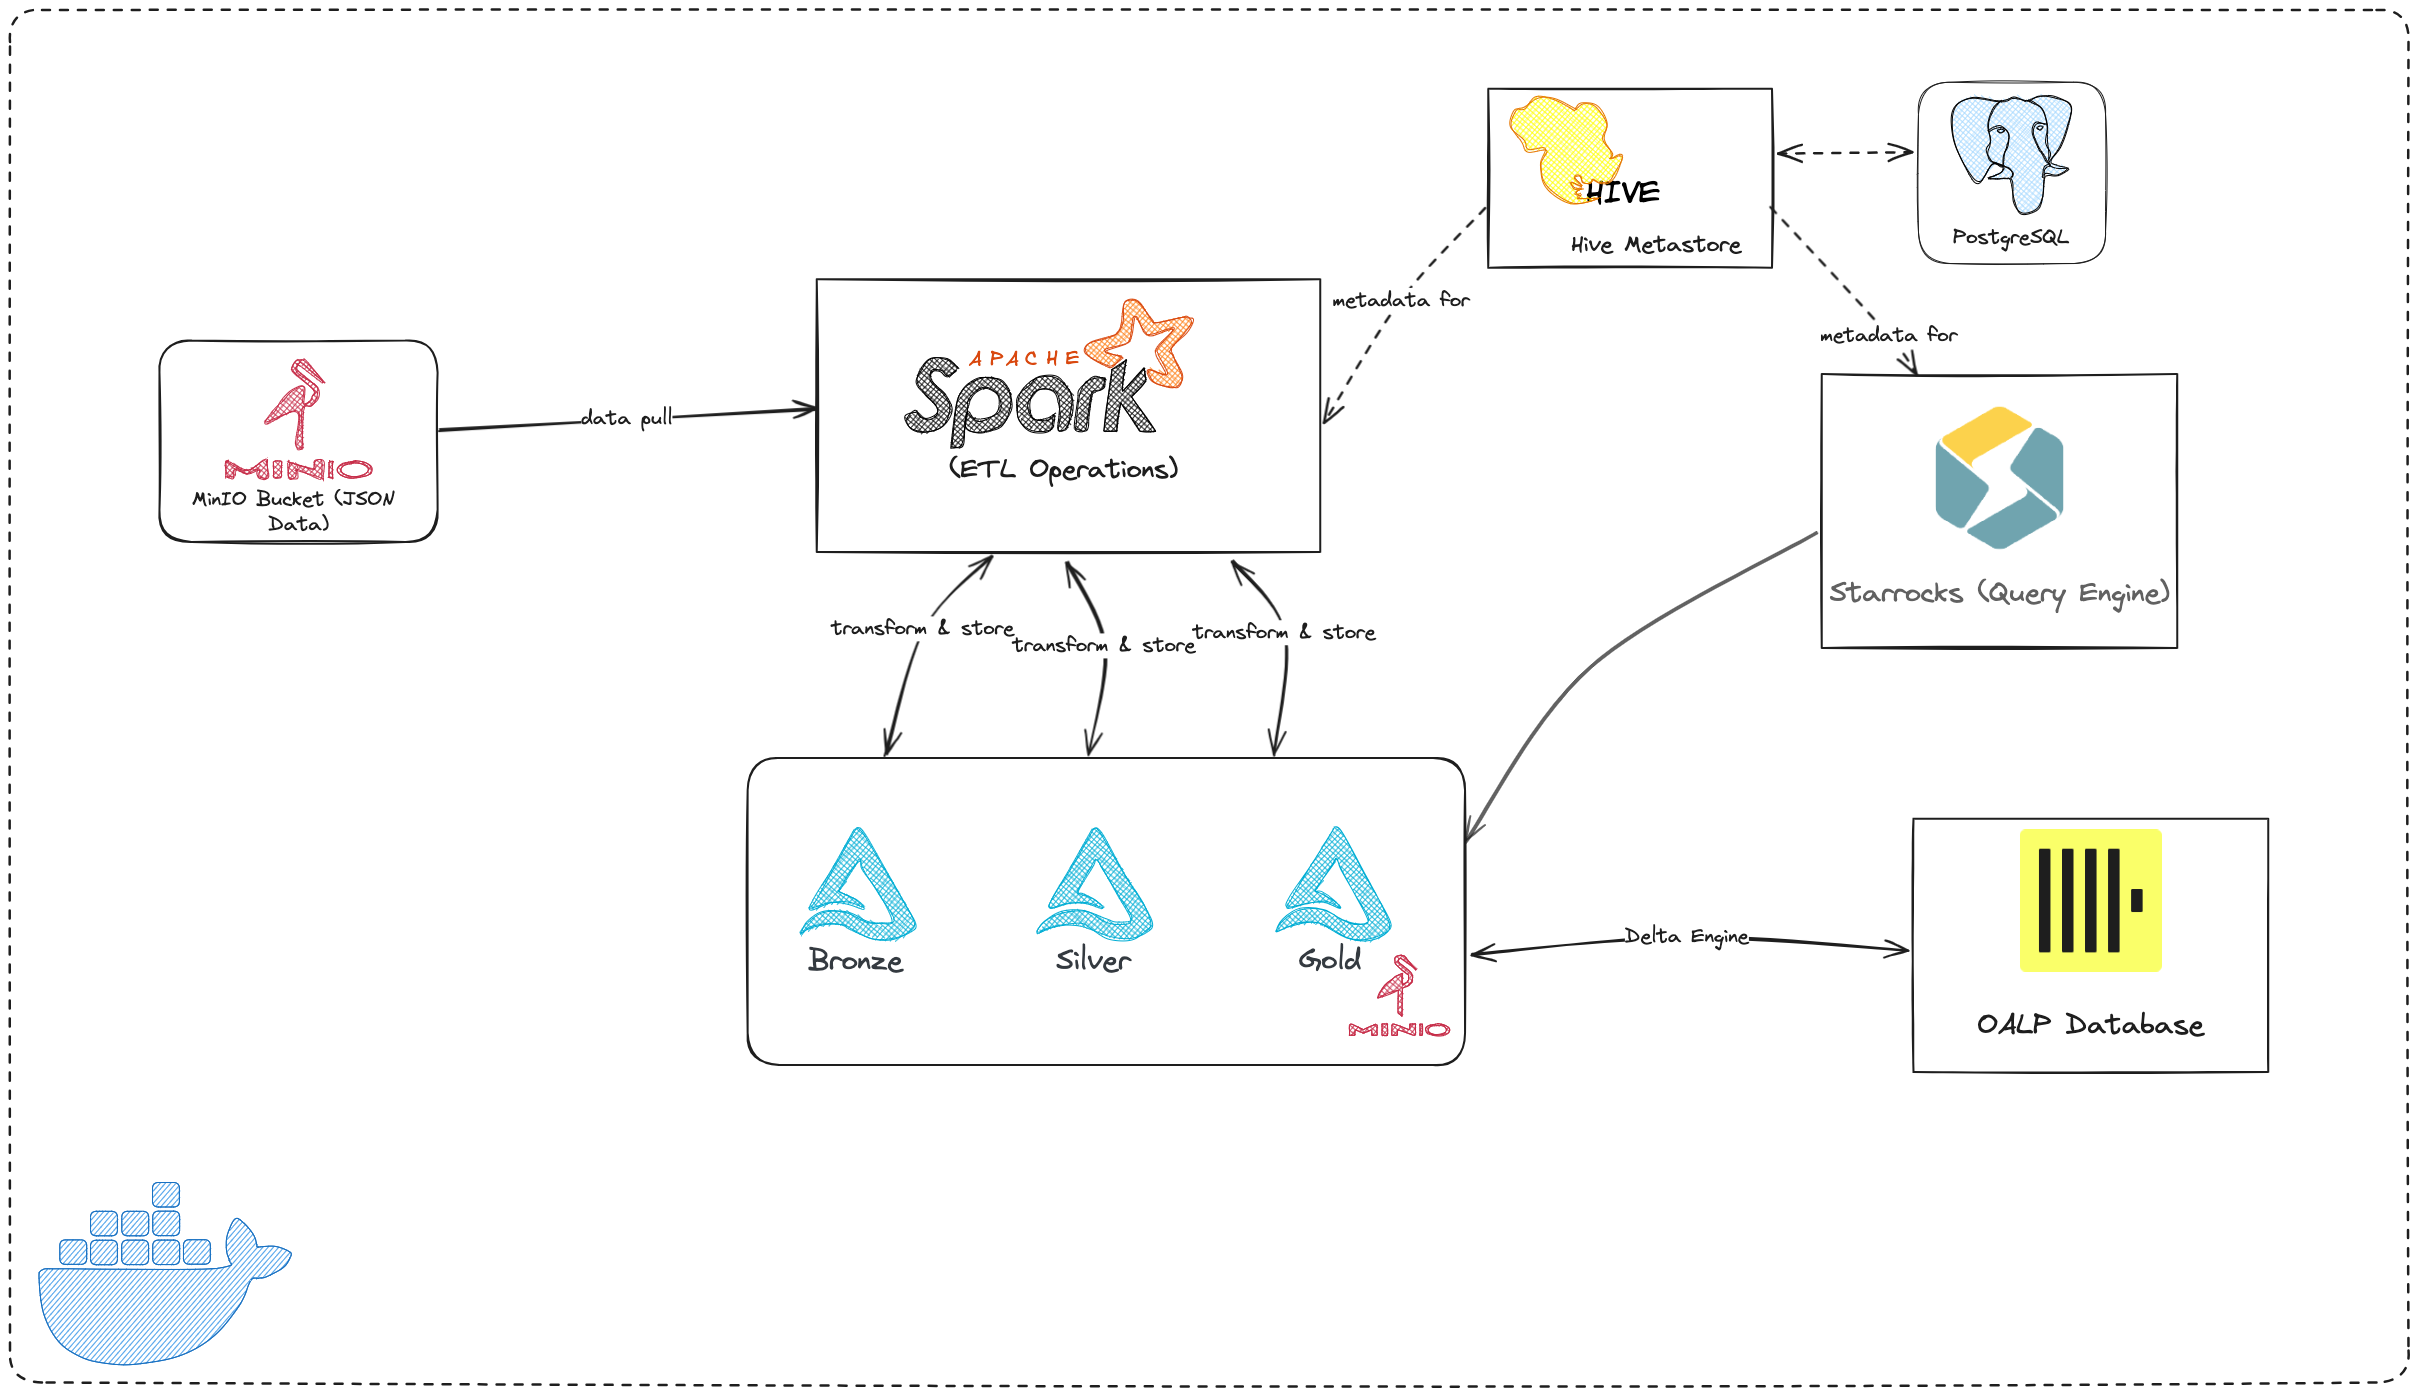 HIVE
Hive Metastore
PostgreSQL
metadata for
metadata for
APACHE
Spark
(ETL Operations)
MINIO
MinIO Bucket (JSON
Data)
data pull
Starrocks (Query Engine)
transform & store
transform & store
transform & store
Bronze
Silver
Gold
MINIO
Delta Engine
OALP Database